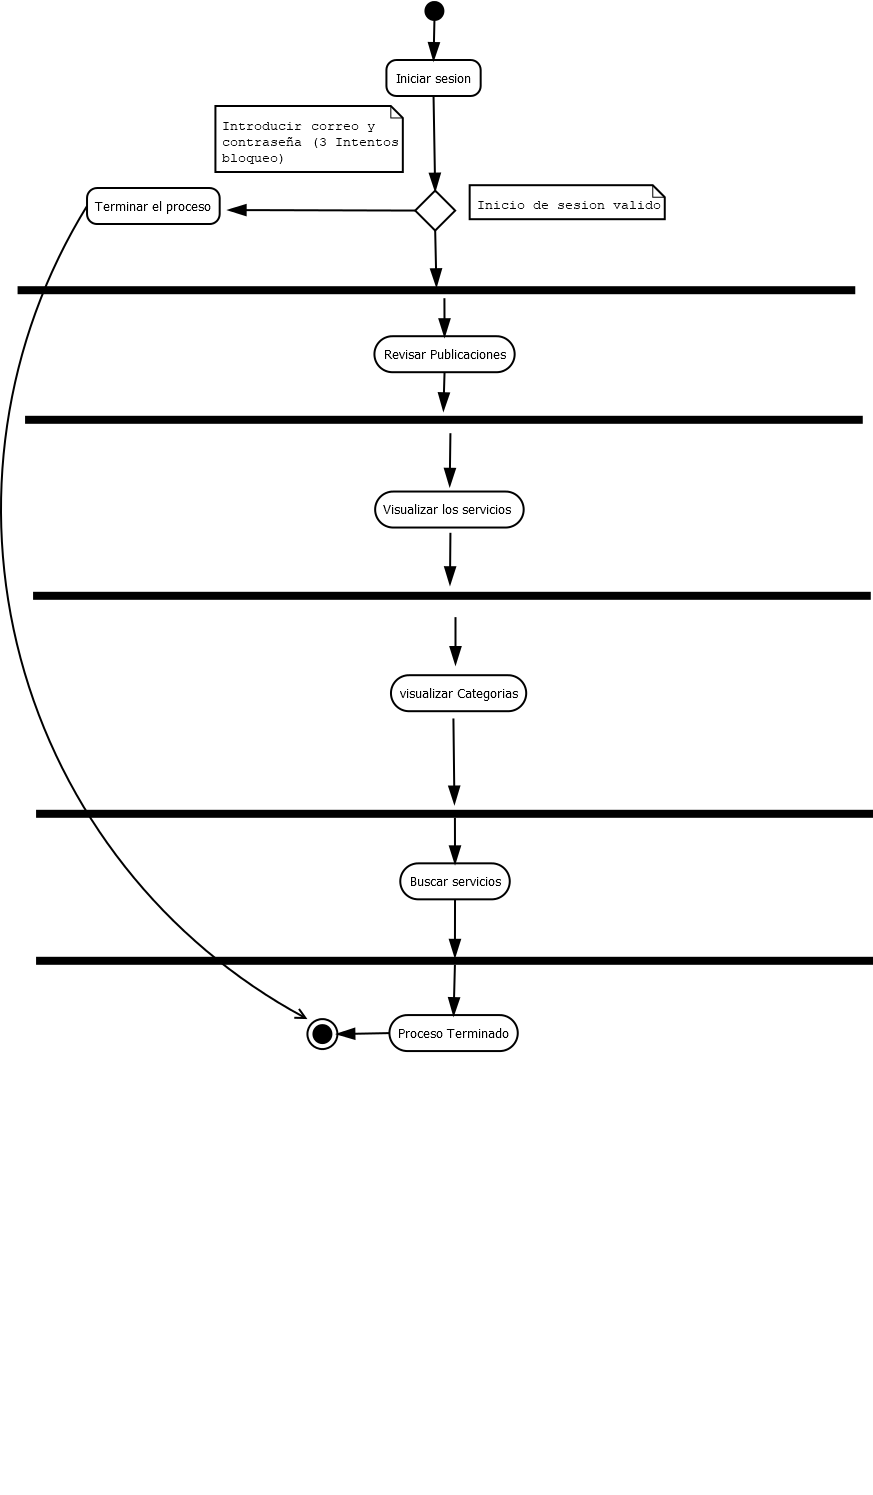 Iniciar sesion
Introducir correo y
contraseña (3 Intentos
bloqueo)
Inicio de sesion valido
Terminar el proceso
Revisar Publicaciones
Visualizar los servicios
visualizar Categorias
Buscar servicios
Proceso Terminado